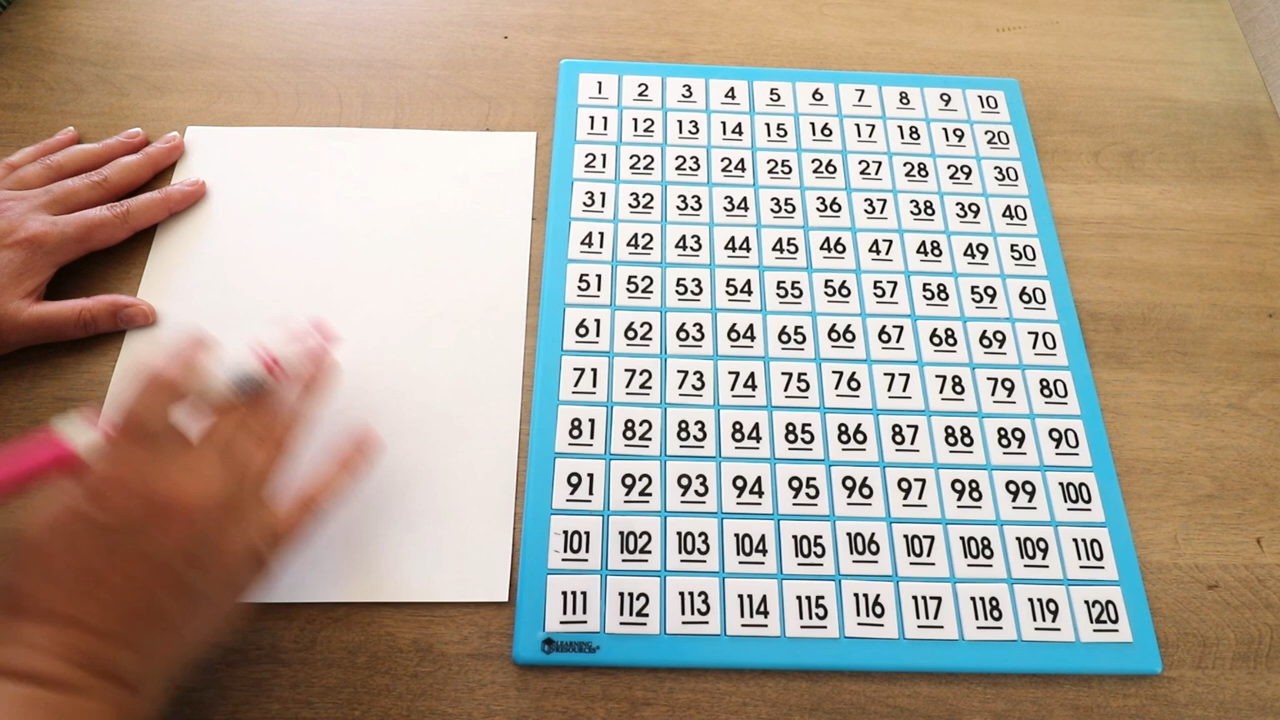 1 2 3 4 5 6 7 8 9 10
11 12 13 14 15 16 17 18 19 20
21 22 23 24 25 26 27 28 29 30
31 32 33 34 35 36 37 38 39 40
41 42 43 44 45 46 47 48 49 50
51 52 53 54 55 56 57 58 59 60
61 62 63 64 65 66 67 68 69 70
71 72 73 74 75 76 77 78 79 80
81 82 83 84 85 86 87 88 89 90
91 92 93 94 95 96 97 98 99 100
101 102 103 104 105 106 107 108 109 110
111 112 113 114 115 116 117 118 119 120
LEARNING
RESOURCES®